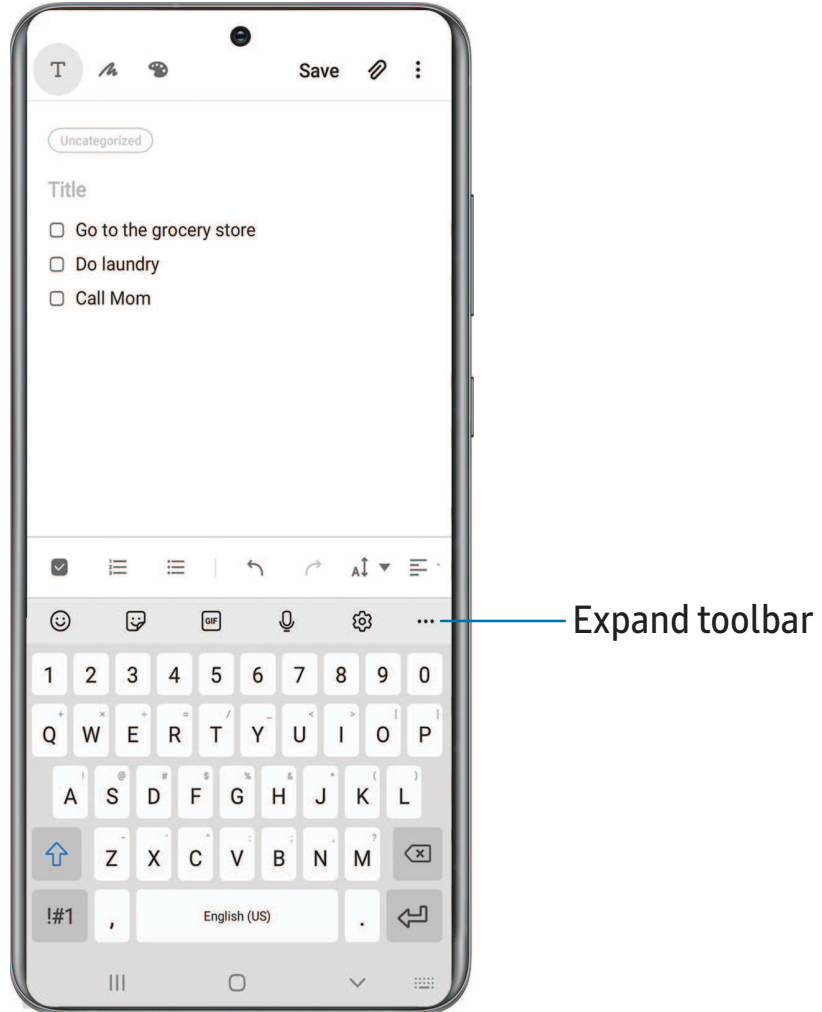 T Save
Uncategorized
Title
Go to the grocery store
Do laundry
Call Mom
A
GIF
Expand toolbar
1 2 3 4 5 6 7 8 9 0
Q W E R T Y U I O P
A S D F G H J K L
Z X C V B N M
!#1 , English (US) .